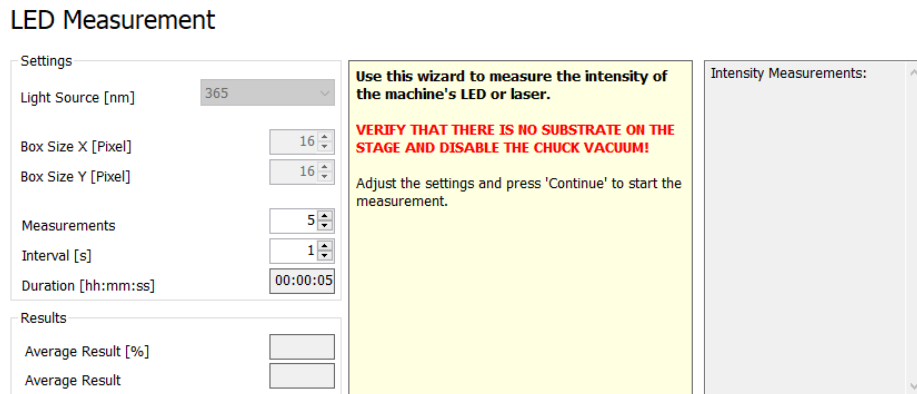 LED Measurement
Settings
Light Source [nm]
365
Box Size X [Pixel]
16
Box Size Y [Pixel]
16
Measurements
5
Interval [s]
1
Duration [hh:mm:ss]
00:00:05
Results
Average Result [%]
Average Result
Use this wizard to measure the intensity of
the machine's LED or laser.
VERIFY THAT THERE IS NO SUBSTRATE ON THE
STAGE AND DISABLE THE CHUCK VACUUM!
Adjust the settings and press 'Continue' to start the
measurement.
Intensity Measurements: